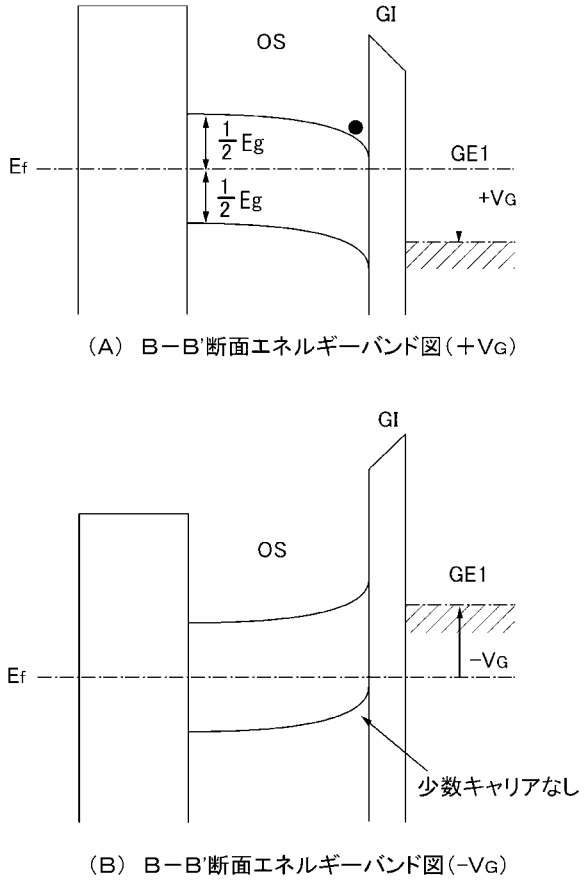 GI
OS
1/2 Eg
Ef
GE1
1/2 Eg
+VG
(A) B-B'断面エネルギーバンド図(+VG)
GI
OS
GE1
Ef
-VG
少数キャリアなし
(B) B-B'断面エネルギーバンド図(-VG)